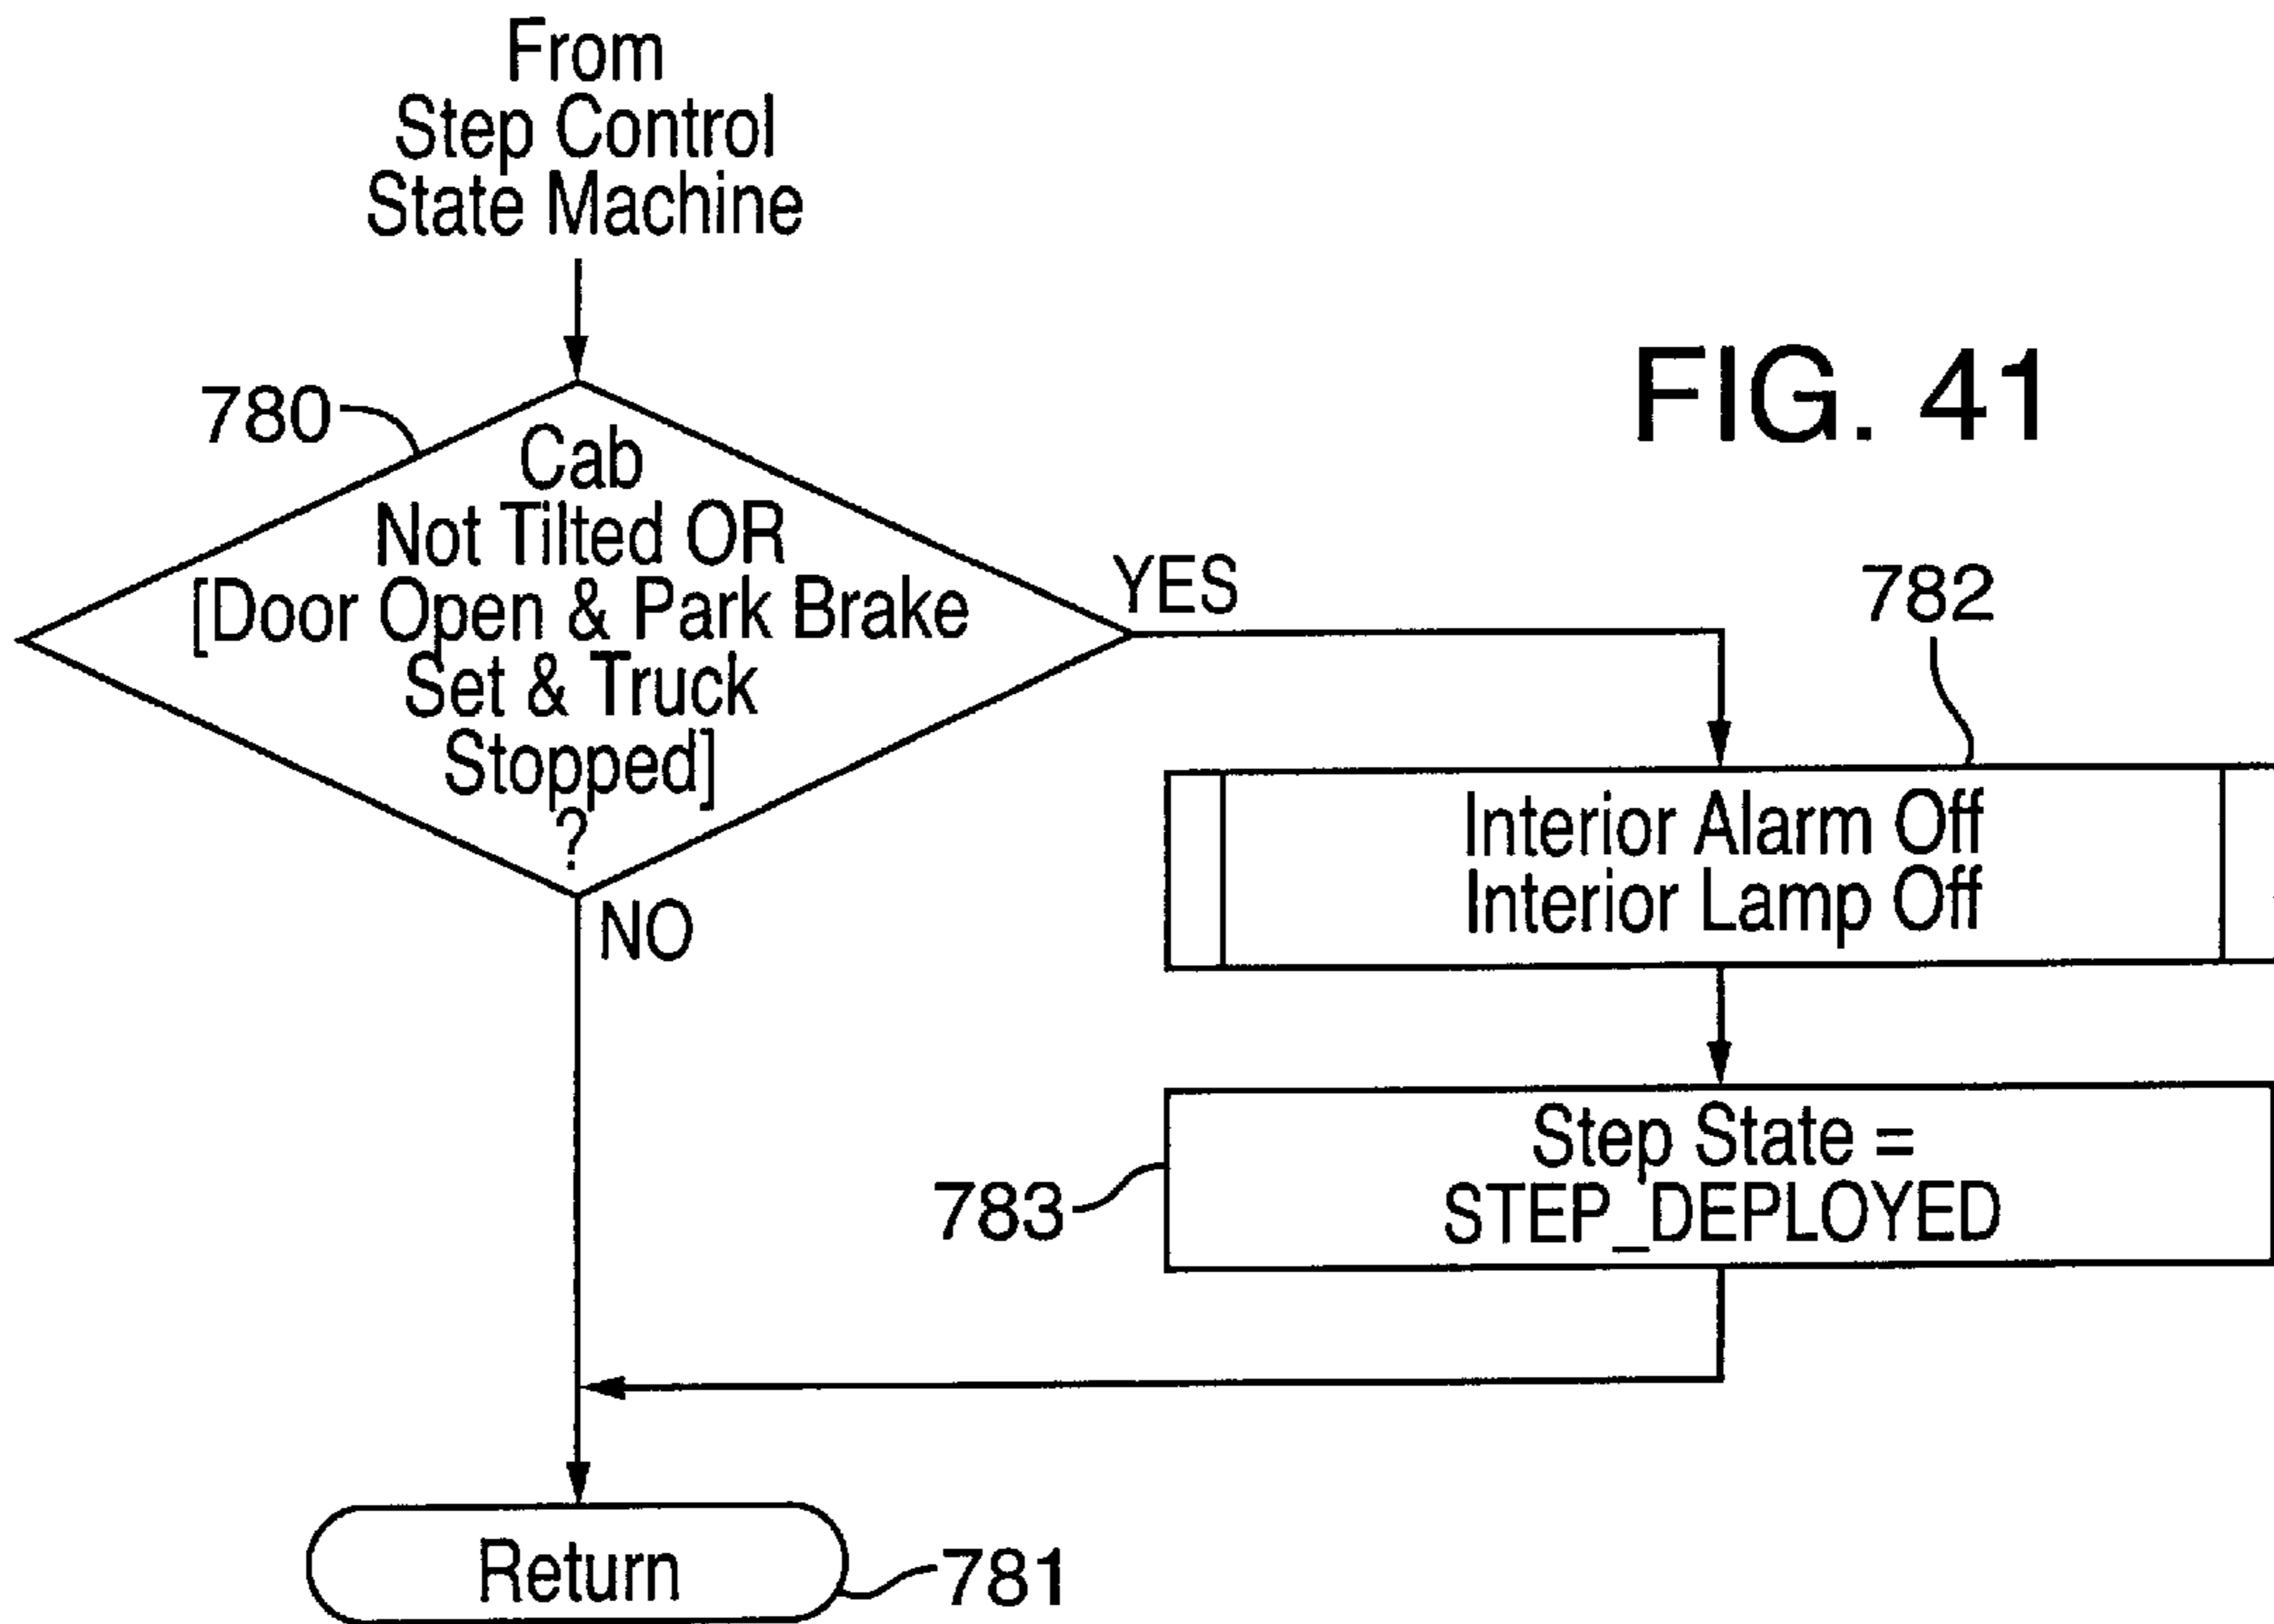 From
Step Control
State Machine
FIG. 41
780
Cab
Not Tilted OR
[Door Open & Park Brake
Set & Truck
Stopped]
?
YES
NO
782
Interior Alarm Off
Interior Lamp Off
783
Step State =
STEP_DEPLOYED
Return
781